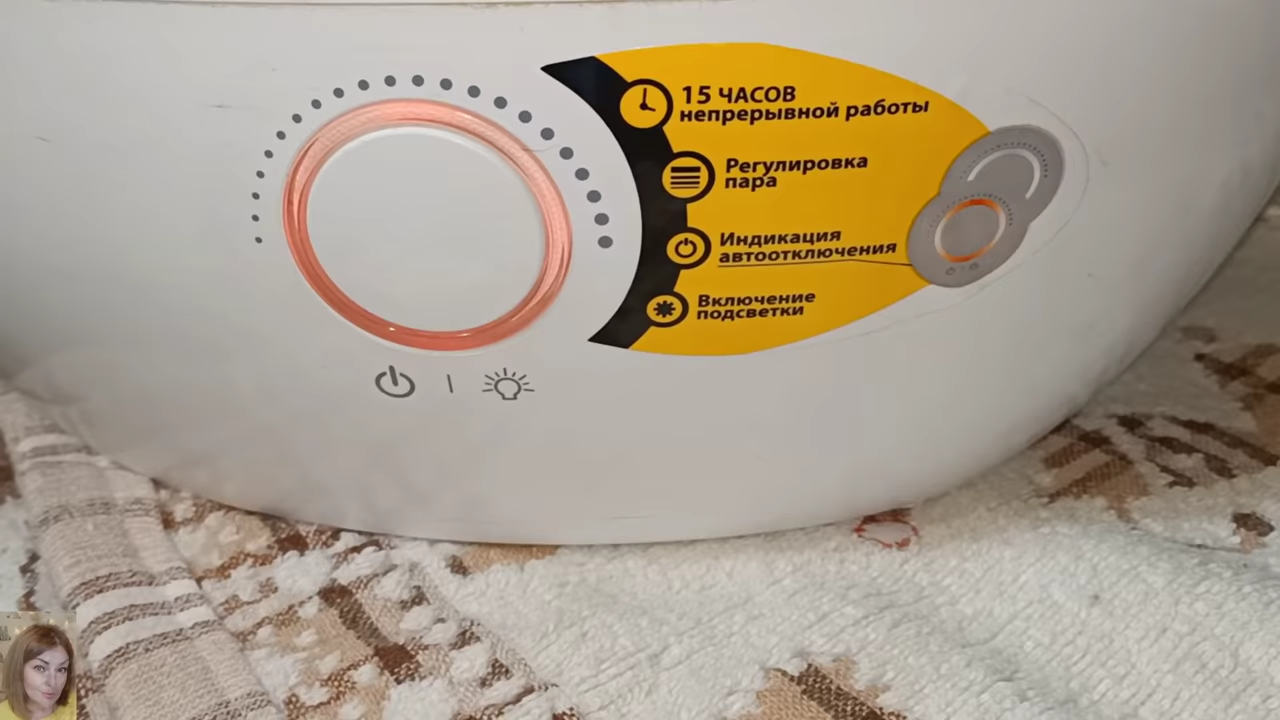 15 ЧАСОВ
непрерывной работы
Регулировка
пара
Индикация
автоотключения
Включение
подсветки